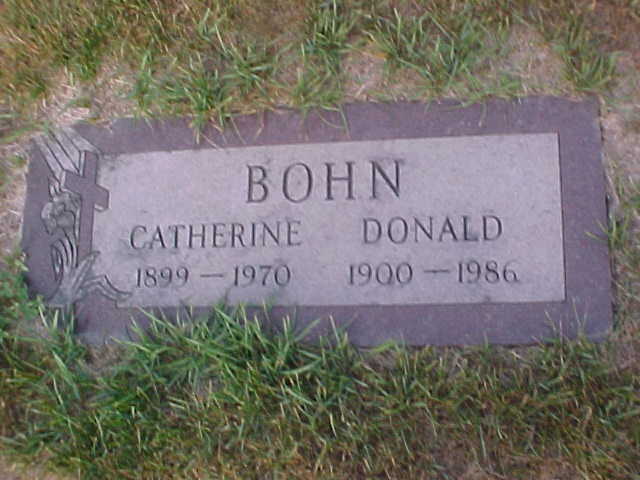 BOHN
CATHERINE DONALD
1899 — 1970 1900 — 1986